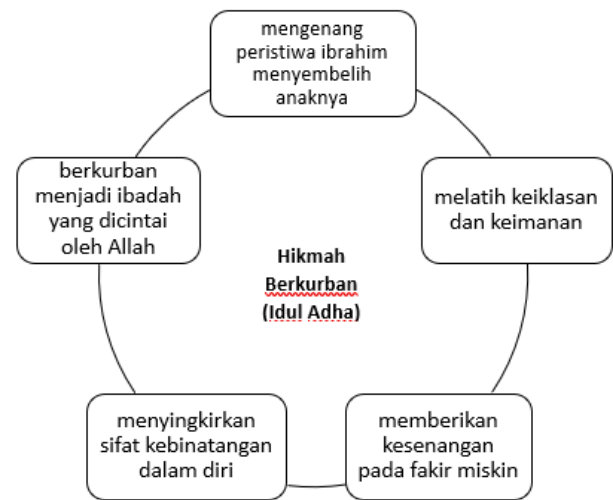 mengenang
peristiwa ibrahim
menyembelih
anaknya
melatih keiklasan
dan keimanan
memberikan
kesenangan
pada fakir miskin
menyingkirkan
sifat kebinatangan
dalam diri
berkurban
menjadi ibadah
yang dicintai
oleh Allah
Hikmah
Berkurban
(Idul Adha)